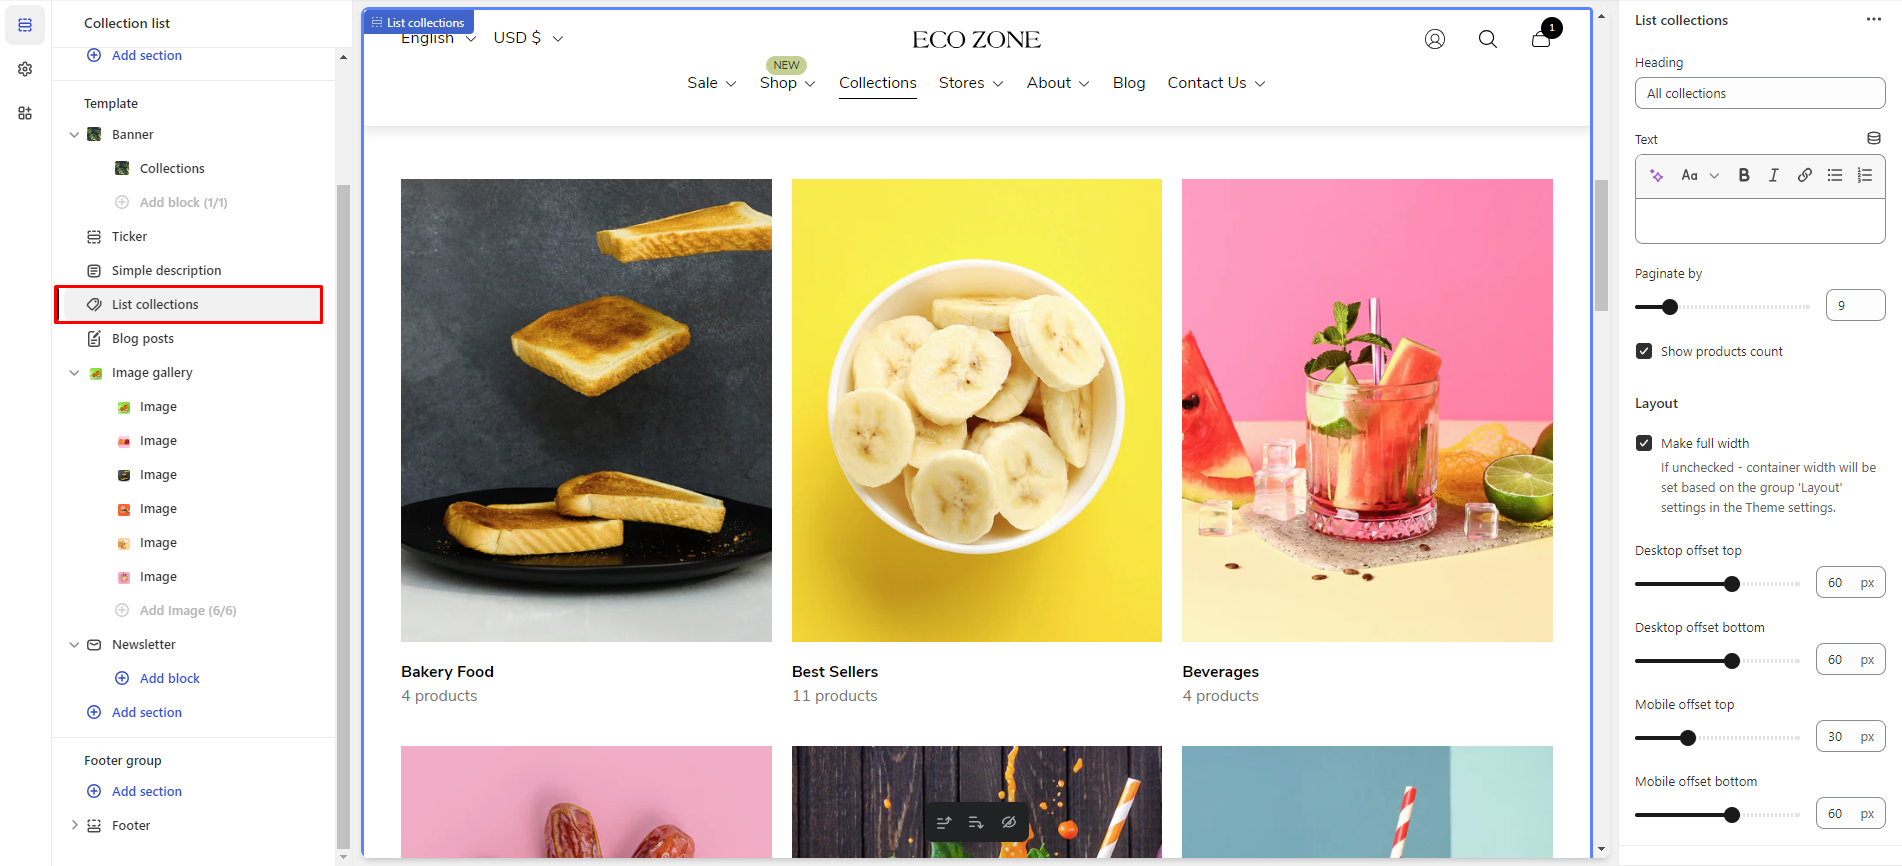 Collection list
Add section
Template
Banner
Collections
Add block (1/1)
Ticker
Simple description
List collections
Blog posts
Image gallery
Image
Image
Image
Image
Image
Image
Add Image (6/6)
Newsletter
Add block
Add section
Footer group
Add section
Footer
List collections
English
USD $
ECO ZONE
1
NEW
Sale
Shop
Collections
Stores
About
Blog
Contact Us
Bakery Food
4 products
Best Sellers
11 products
Beverages
4 products
List collections
Heading
All collections
Text
Aa
B
I
Paginate by
9
Show products count
Layout
Make full width
If unchecked - container width will be
set based on the group 'Layout'
settings in the Theme settings.
Desktop offset top
60 px
Desktop offset bottom
60 px
Mobile offset top
30 px
Mobile offset bottom
60 px